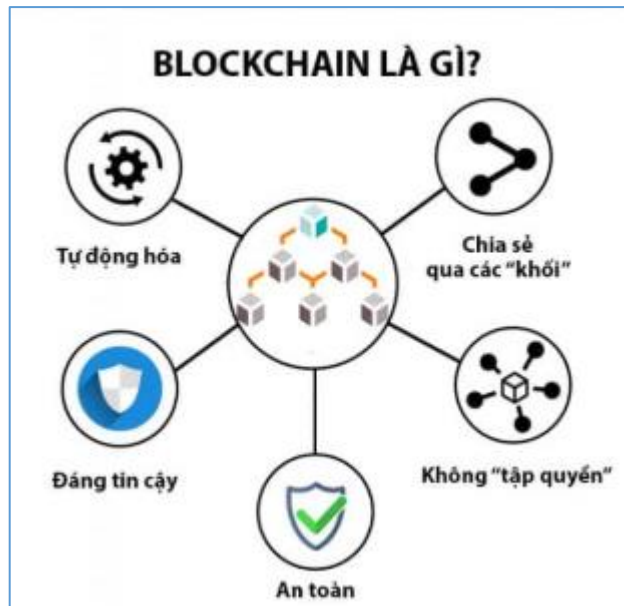 BLOCKCHAIN LÀ GÌ?
Tự động hóa
Chia sẻ
qua các "khối"
Đáng tin cậy
Không "tập quyền"
An toàn